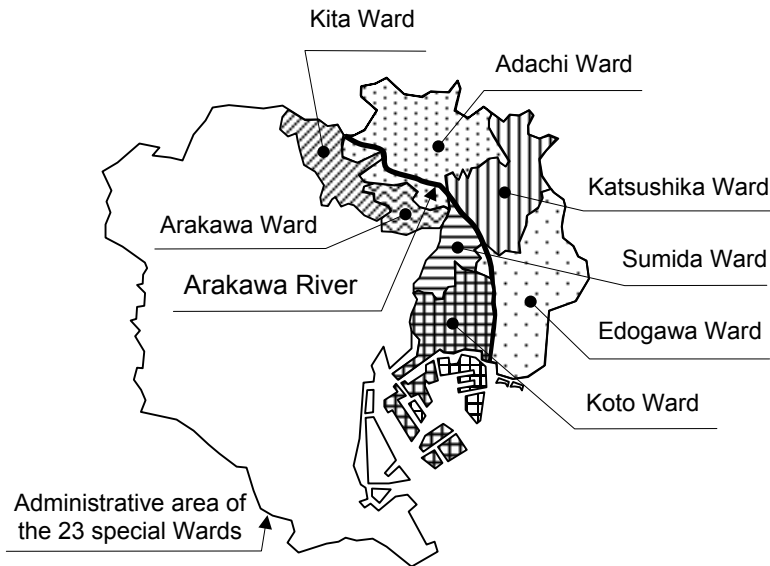 Kita Ward
Adachi Ward
Katsushika Ward
Arakawa Ward
Sumida Ward
Arakawa River
Edogawa Ward
Koto Ward
Administrative area of
the 23 special Wards